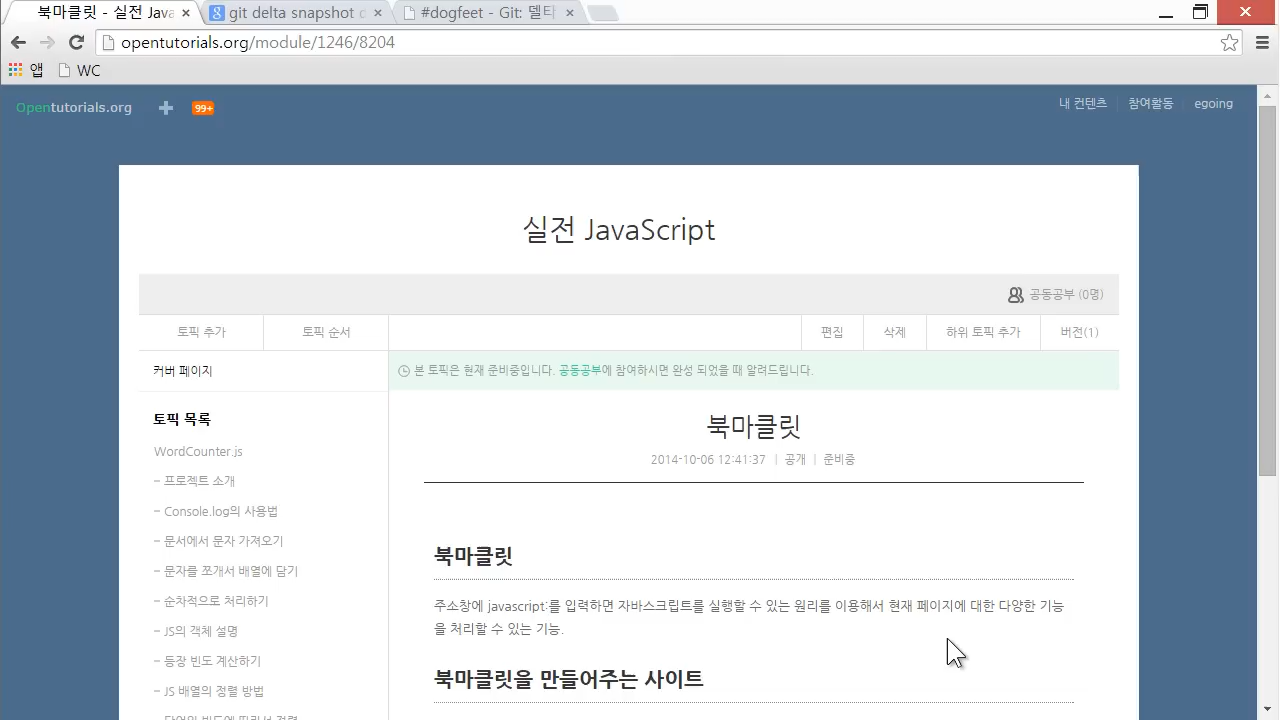 북마클릿 - 실전 Java
git delta snapshot d
#dogfeet - Git: 델타
opentutorials.org/module/1246/8204
앱
WC
Opentutorials.org
99+
내 컨텐츠
참여활동
egoing
실전 JavaScript
공동공부 (0명)
토픽 추가
토픽 순서
편집
삭제
하위 토픽 추가
버전(1)
커버 페이지
본 토픽은 현재 준비중입니다. 공동공부에 참여하시면 완성 되었을 때 알려드립니다.
토픽 목록
WordCounter.js
- 프로젝트 소개
- Console.log의 사용법
- 문서에서 문자 가져오기
- 문자를 쪼개서 배열에 담기
- 순차적으로 처리하기
- JS의 객체 설명
- 등장 빈도 계산하기
- JS 배열의 정렬 방법
북마클릿
2014-10-06 12:41:37 | 공개 | 준비중
북마클릿
주소창에 javascript:를 입력하면 자바스크립트를 실행할 수 있는 원리를 이용해서 현재 페이지에 대한 다양한 기능
을 처리할 수 있는 기능.
북마클릿을 만들어주는 사이트